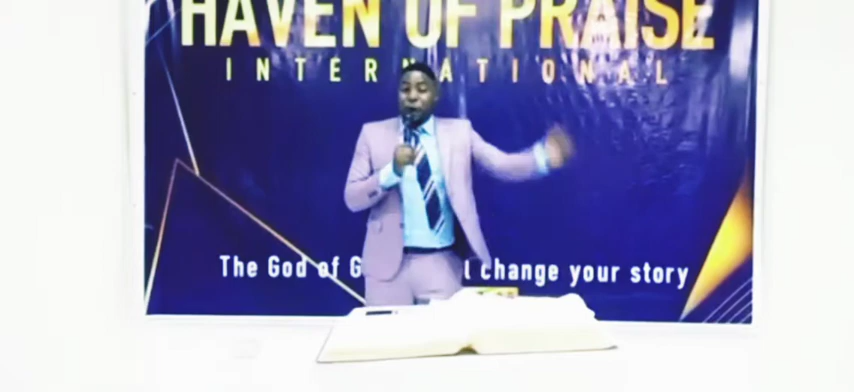 HAVEN OF PRAISE
INTERNATIONAL
The God of G l change your story